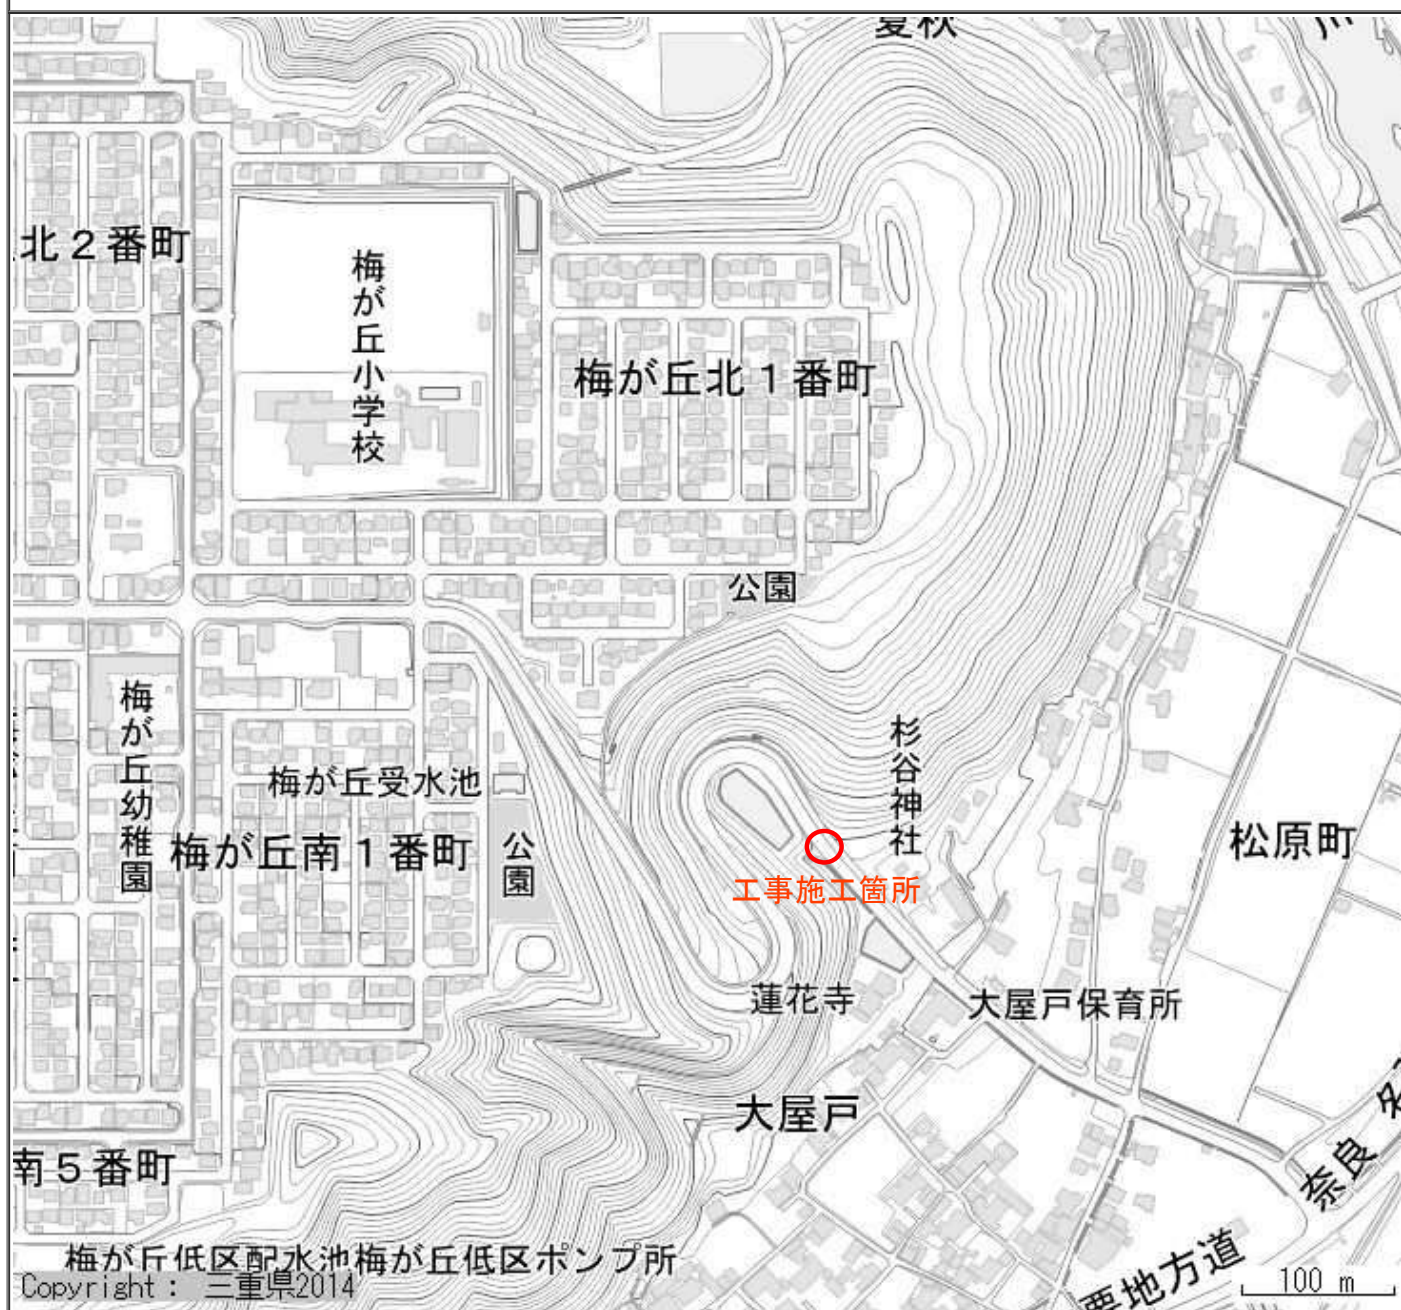 夏秋
川
北２番町
梅が丘小学校
梅が丘北１番町
公園
梅が丘幼稚園
杉谷神社
梅が丘受水池
梅が丘南１番町
公園
松原町
工事施工箇所
蓮花寺
大屋戸保育所
大屋戸
南５番町
奈良 名
梅が丘低区配水池梅が丘低区ポンプ所
要地方道
Copyright： 三重県2014
100 m